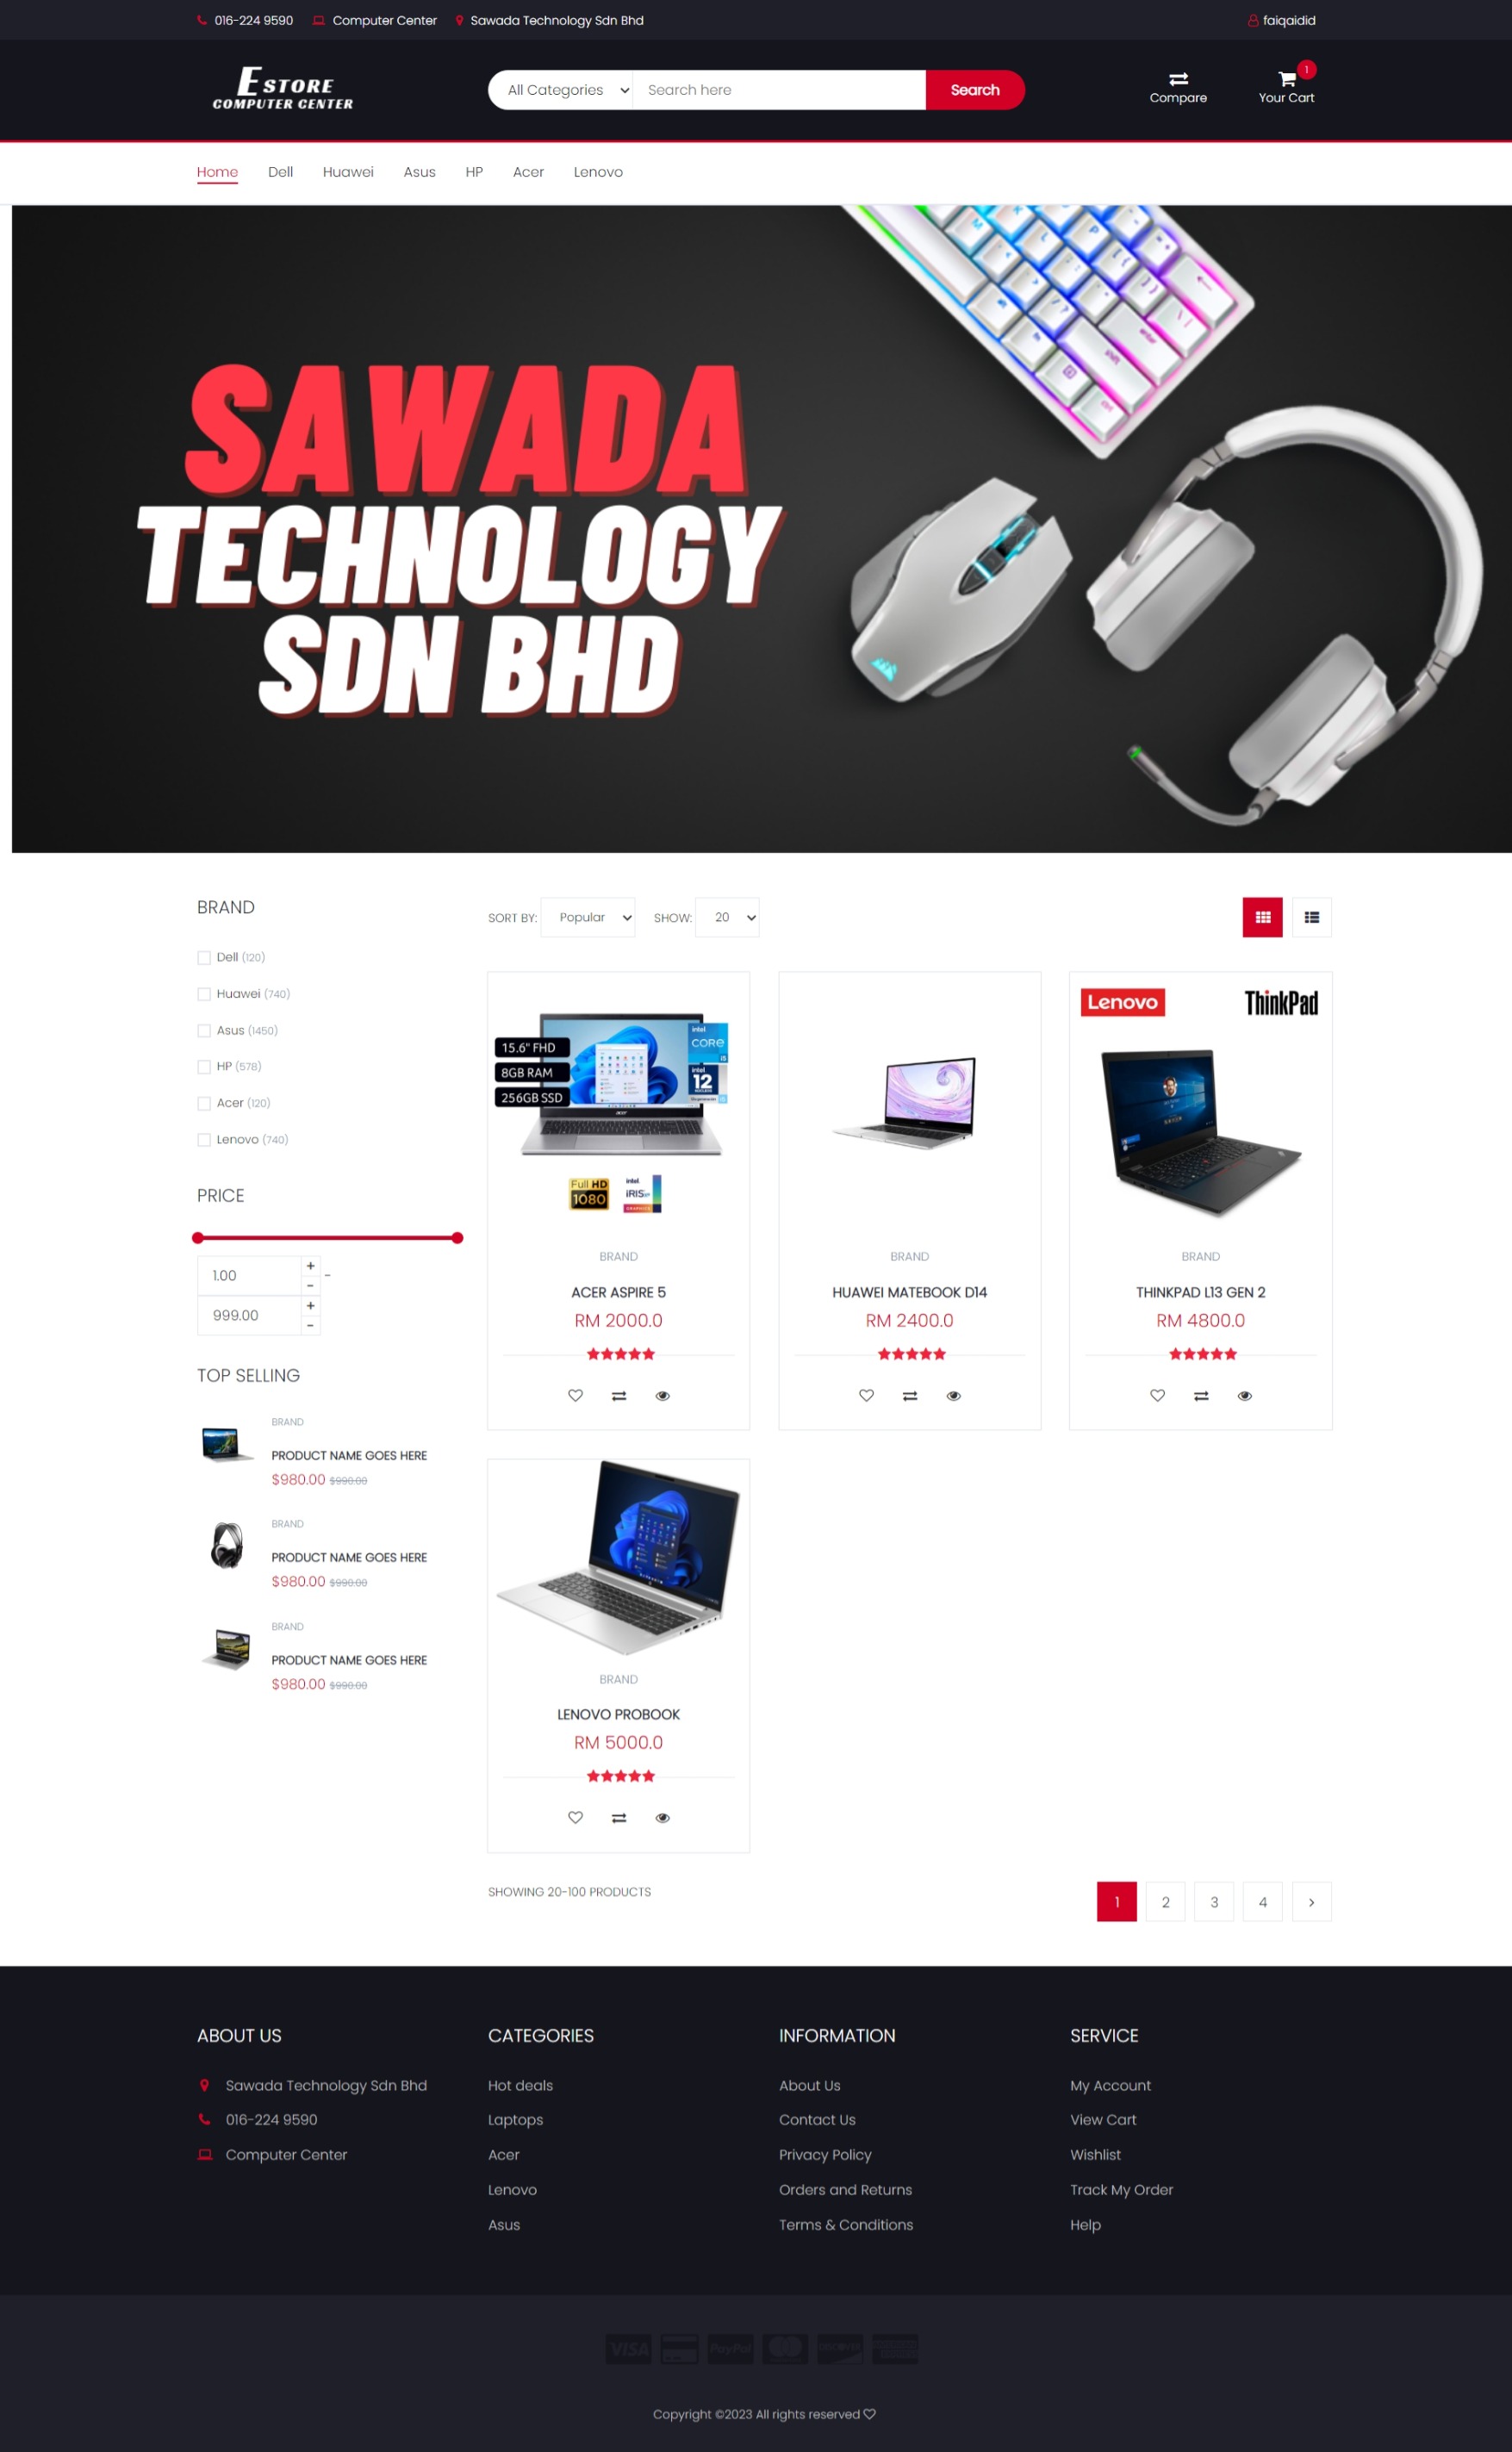 016-224 9590 Computer Center Sawada Technology Sdn Bhd faiqaidid
ESTORE
COMPUTER CENTER
All Categories Search here Search
Compare
1
Your Cart
Home Dell Huawei Asus HP Acer Lenovo
SAWADA
TECHNOLOGY
SDN BHD
BRAND
Dell (120)
Huawei (740)
Asus (1450)
HP (578)
Acer (120)
Lenovo (740)
PRICE
1.00 + - -
999.00 + -
TOP SELLING
BRAND
PRODUCT NAME GOES HERE
$980.00 $990.00
BRAND
PRODUCT NAME GOES HERE
$980.00 $990.00
BRAND
PRODUCT NAME GOES HERE
$980.00 $990.00
SORT BY: Popular SHOW: 20
15.6" FHD
8GB RAM
256GB SSD
intel
CORE
i5
intel
12
acer
Full HD
1080
intel
iRIS xe
GRAPHICS
BRAND
ACER ASPIRE 5
RM 2000.0
BRAND
HUAWEI MATEBOOK D14
RM 2400.0
Lenovo ThinkPad
BRAND
THINKPAD L13 GEN 2
RM 4800.0
BRAND
LENOVO PROBOOK
RM 5000.0
SHOWING 20-100 PRODUCTS
1 2 3 4 >
ABOUT US
Sawada Technology Sdn Bhd
016-224 9590
Computer Center
CATEGORIES
Hot deals
Laptops
Acer
Lenovo
Asus
INFORMATION
About Us
Contact Us
Privacy Policy
Orders and Returns
Terms & Conditions
SERVICE
My Account
View Cart
Wishlist
Track My Order
Help
VISA PayPal DISCOVER
Copyright ©2023 All rights reserved